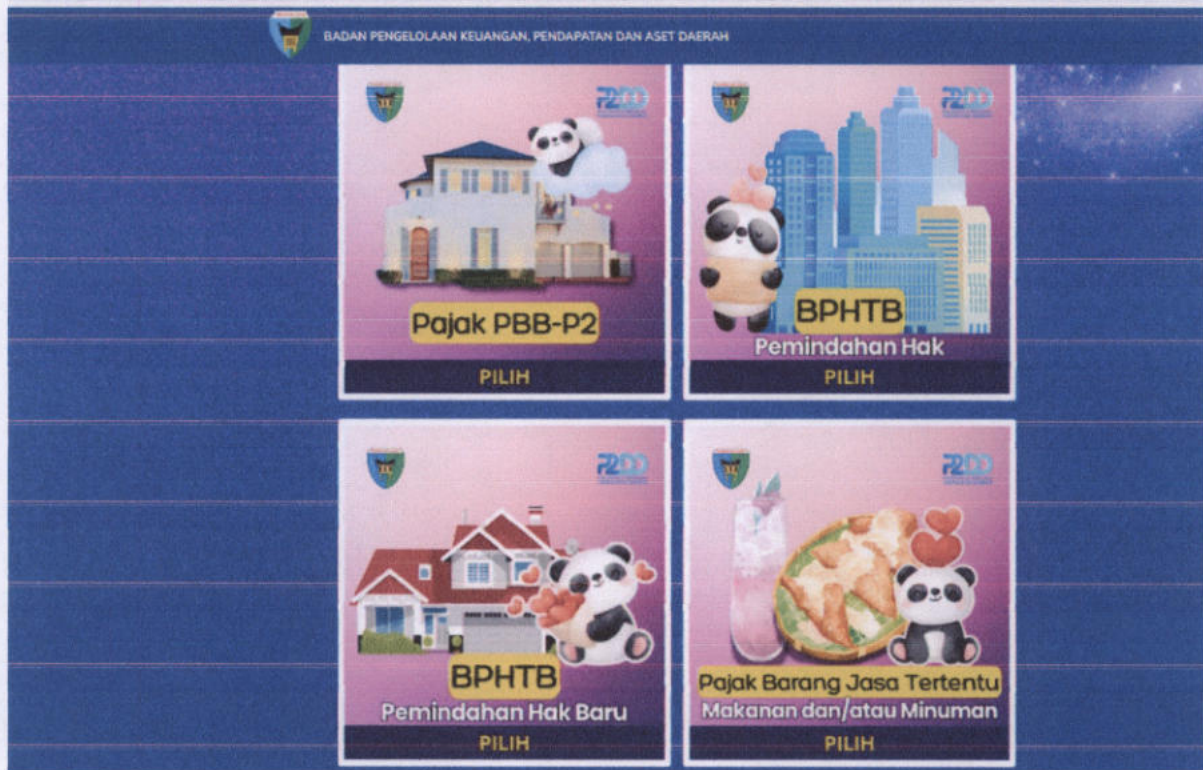 BADAN PENGELOLAAN KEUANGAN, PENDAPATAN DAN ASET DAERAH
Pajak PBB-P2
PILIH
BPHTB
Pemindahan Hak
PILIH
BPHTB
Pemindahan Hak Baru
PILIH
Pajak Barang Jasa Tertentu
Makanan dan/atau Minuman
PILIH